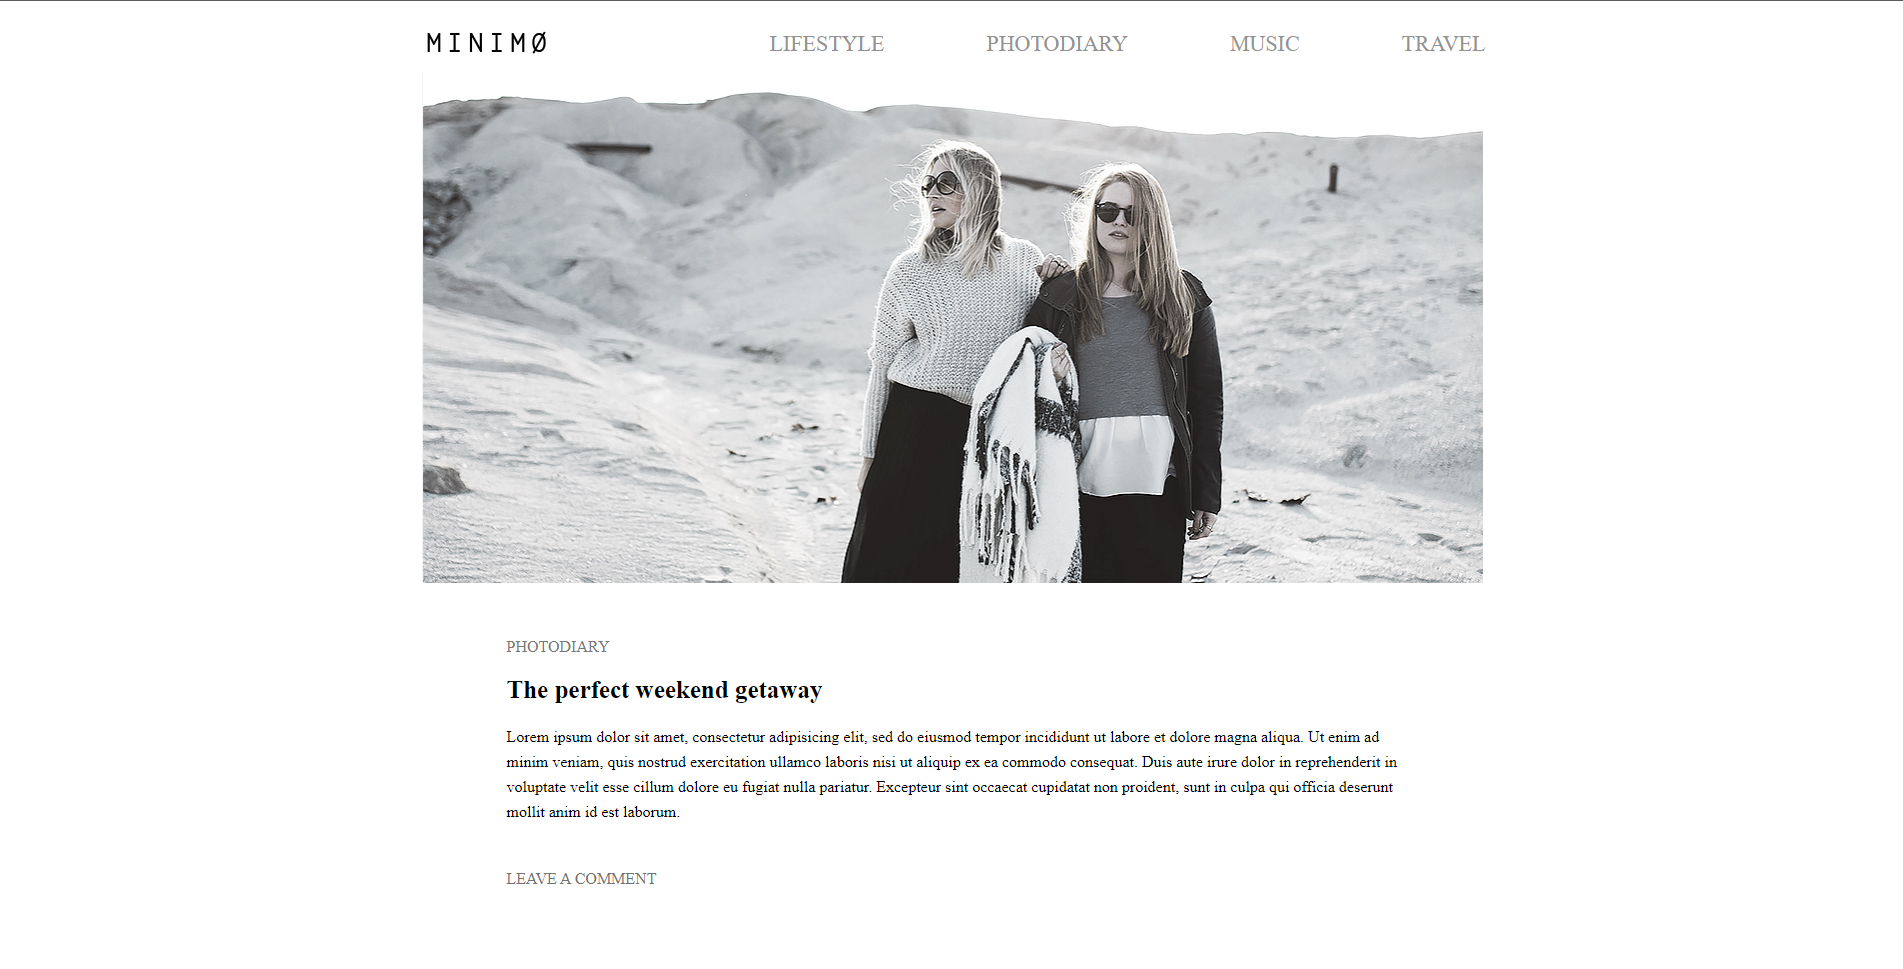 MINIMØ LIFESTYLE PHOTODIARY MUSIC TRAVEL
PHOTODIARY
The perfect weekend getaway
Lorem ipsum dolor sit amet, consectetur adipisicing elit, sed do eiusmod tempor incididunt ut labore et dolore magna aliqua. Ut enim ad
minim veniam, quis nostrud exercitation ullamco laboris nisi ut aliquip ex ea commodo consequat. Duis aute irure dolor in reprehenderit in
voluptate velit esse cillum dolore eu fugiat nulla pariatur. Excepteur sint occaecat cupidatat non proident, sunt in culpa qui officia deserunt
mollit anim id est laborum.
LEAVE A COMMENT